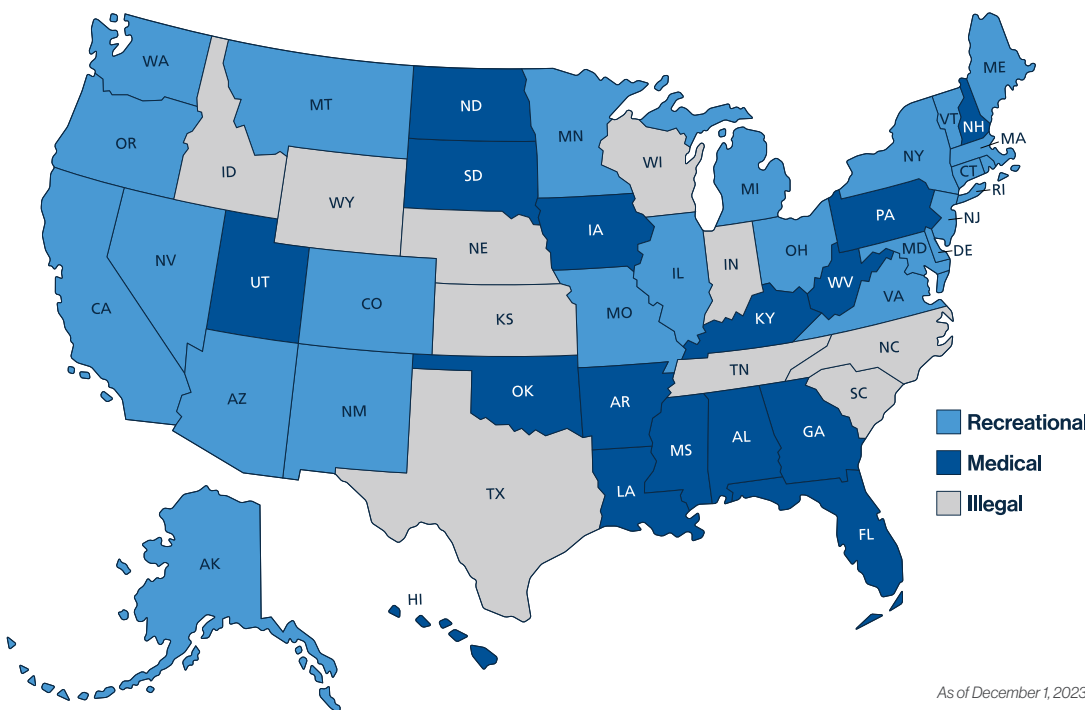 WA
MT
ND
MN
ME
VT
NH
MA
OR
ID
SD
WI
NY
CT
RI
WY
MI
PA
NJ
NE
IA
OH
MD
DE
NV
UT
CO
IL
IN
WV
VA
CA
KS
MO
KY
NC
TN
AZ
NM
OK
AR
SC
MS
AL
GA
TX
LA
FL
AK
HI
Recreational
Medical
Illegal
As of December 1, 2023